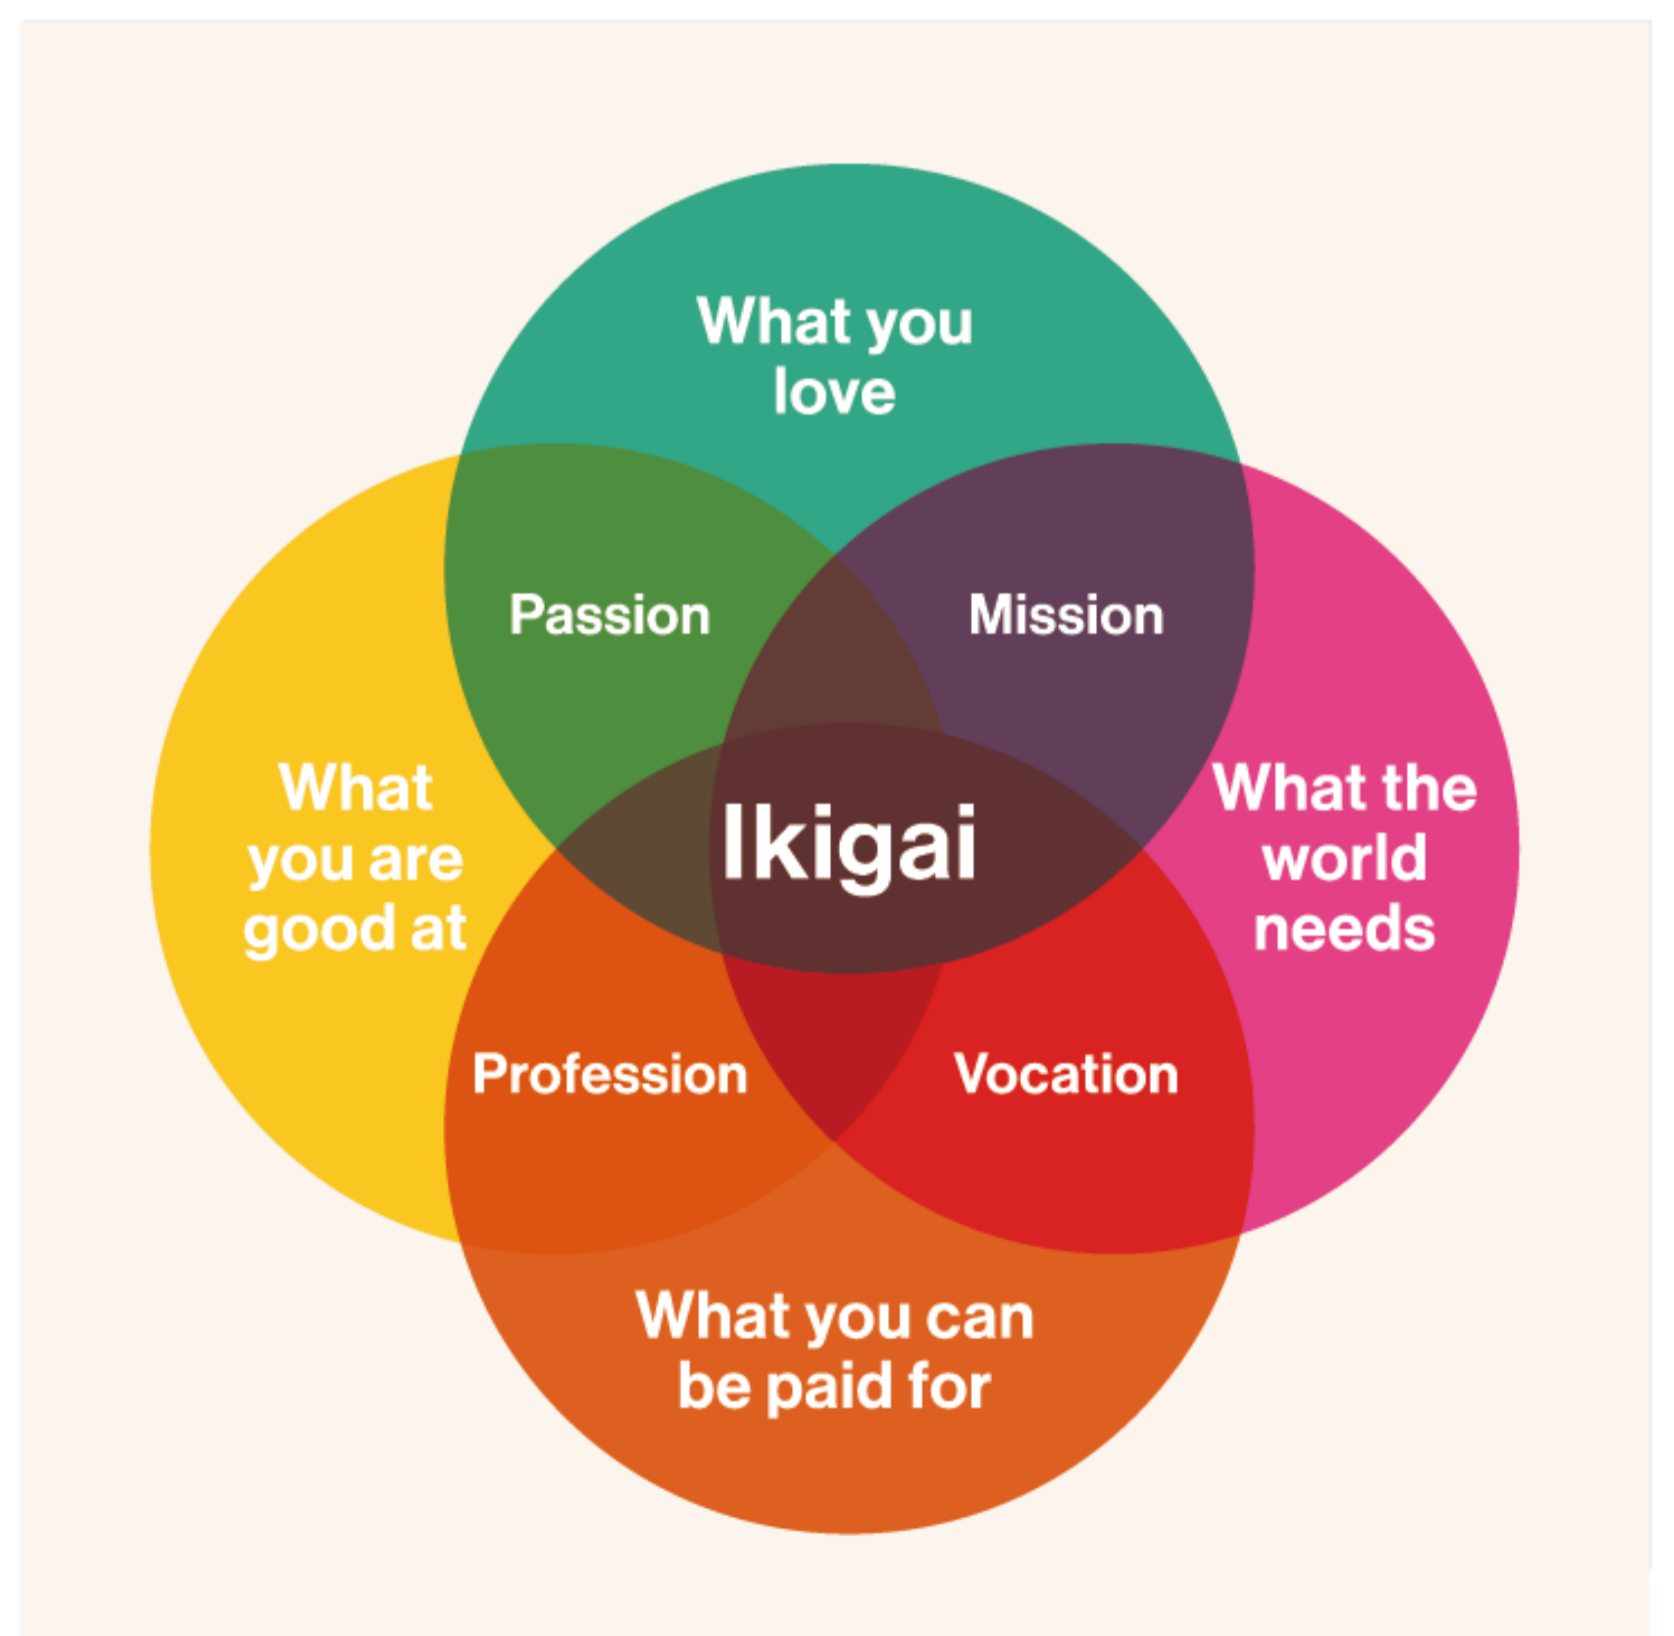 What you
love
Passion
Mission
What
you are
good at
Ikigai
What the
world
needs
Profession
Vocation
What you can
be paid for